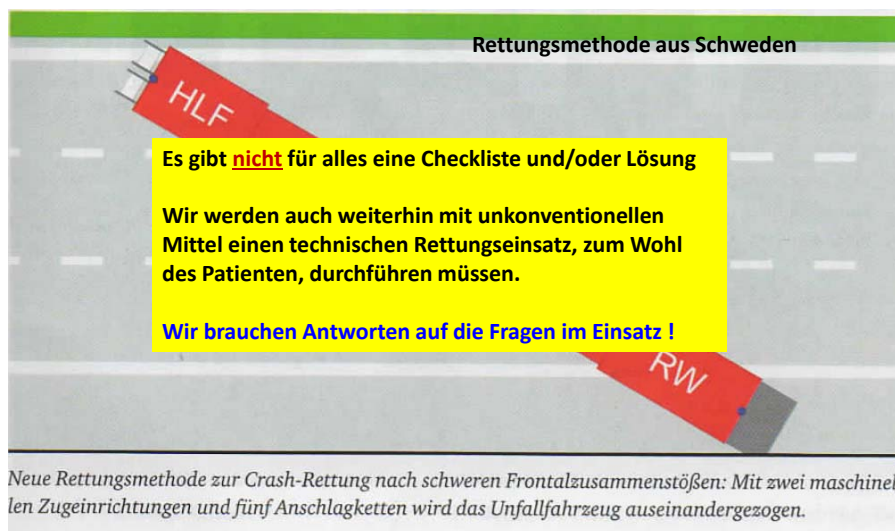 Rettungsmethode aus Schweden
HLF
Es gibt nicht für alles eine Checkliste und/oder Lösung
Wir werden auch weiterhin mit unkonventionellen
Mittel einen technischen Rettungseinsatz, zum Wohl
des Patienten, durchführen müssen.
Wir brauchen Antworten auf die Fragen im Einsatz !
RW
Neue Rettungsmethode zur Crash-Rettung nach schweren Frontalzusammenstößen: Mit zwei maschinel
len Zugeinrichtungen und fünf Anschlagketten wird das Unfallfahrzeug auseinandergezogen.